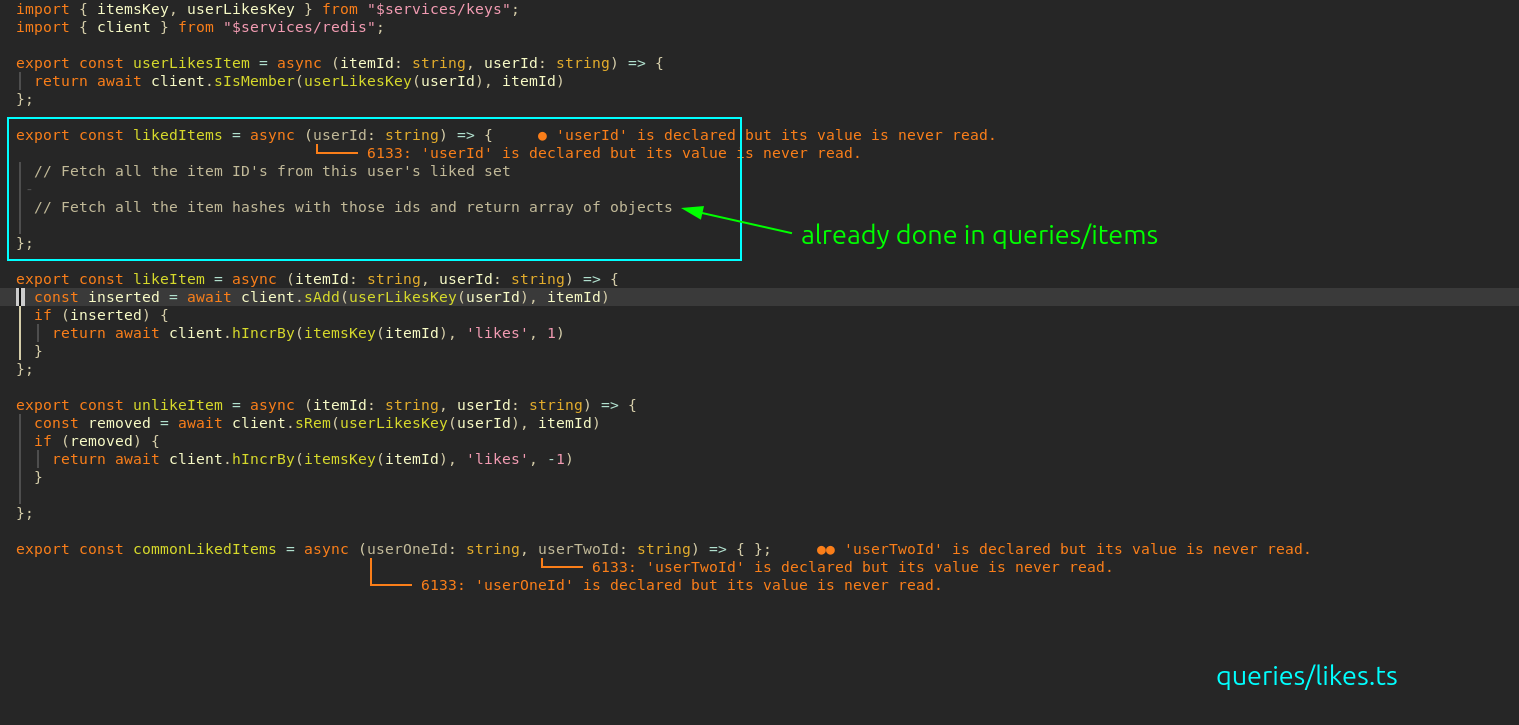 import { itemsKey, userLikesKey } from "$services/keys";
import { client } from "$services/redis";
export const userLikesItem = async (itemId: string, userId: string) => {
return await client.sIsMember(userLikesKey(userId), itemId)
};
export const likedItems = async (userId: string) => { ● 'userId' is declared but its value is never read.
6133: 'userId' is declared but its value is never read.
// Fetch all the item ID's from this user's liked set
-
// Fetch all the item hashes with those ids and return array of objects
already done in queries/items
};
export const likeItem = async (itemId: string, userId: string) => {
const inserted = await client.sAdd(userLikesKey(userId), itemId)
if (inserted) {
return await client.hIncrBy(itemsKey(itemId), 'likes', 1)
}
};
export const unlikeItem = async (itemId: string, userId: string) => {
const removed = await client.sRem(userLikesKey(userId), itemId)
if (removed) {
return await client.hIncrBy(itemsKey(itemId), 'likes', -1)
}
};
export const commonLikedItems = async (userOneId: string, userTwoId: string) => { }; ●● 'userTwoId' is declared but its value is never read.
6133: 'userTwoId' is declared but its value is never read.
6133: 'userOneId' is declared but its value is never read.
queries/likes.ts